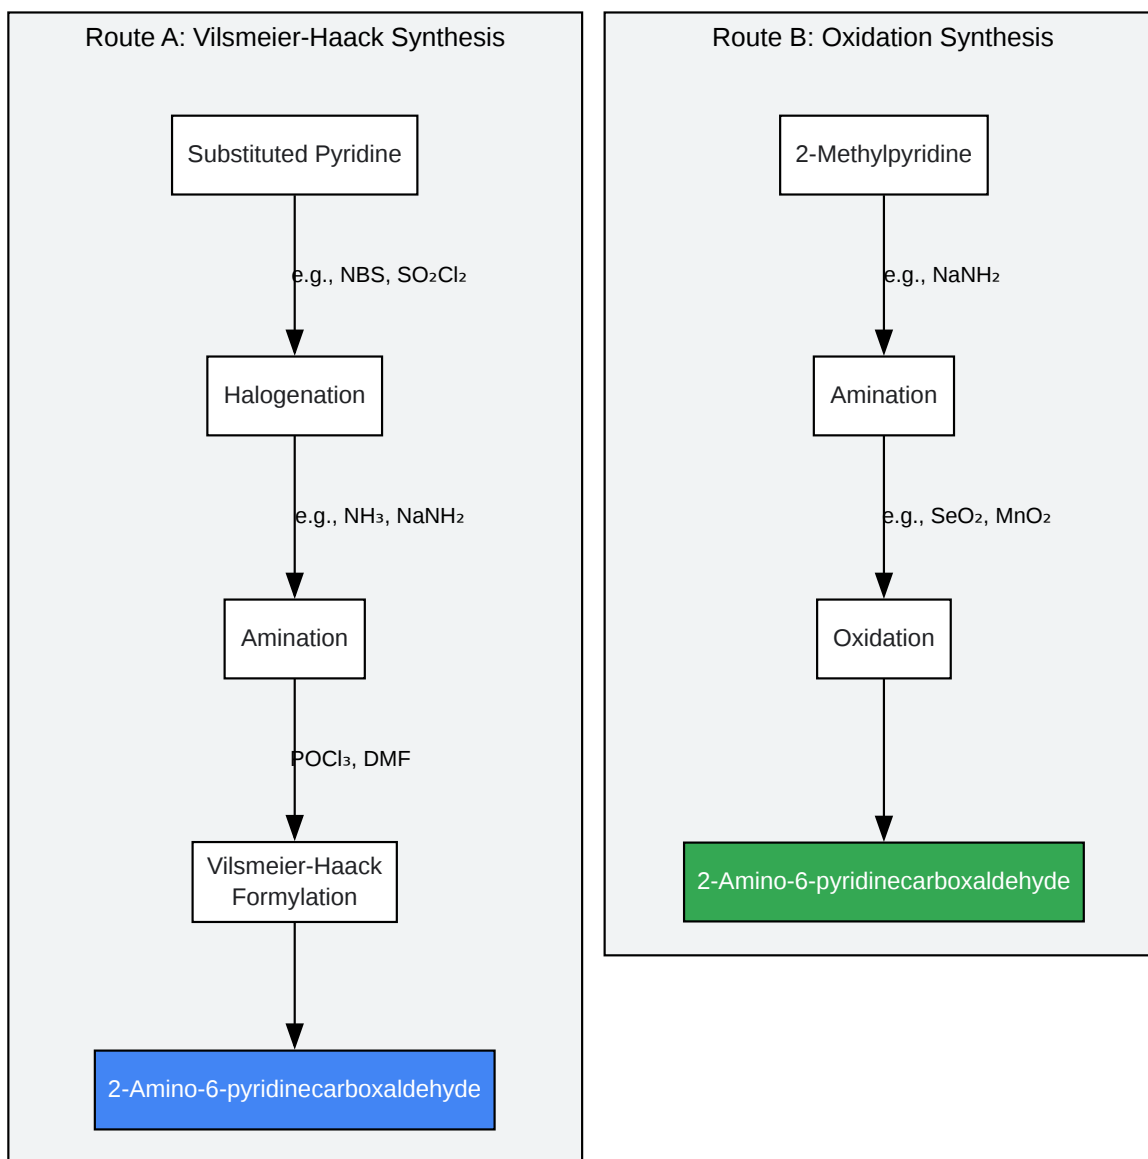 Route A: Vilsmeier-Haack Synthesis
Substituted Pyridine
e.g., NBS, SO₂Cl₂
Halogenation
e.g., NH₃, NaNH₂
Amination
POCl₃, DMF
Vilsmeier-Haack
Formylation
2-Amino-6-pyridinecarboxaldehyde
Route B: Oxidation Synthesis
2-Methylpyridine
e.g., NaNH₂
Amination
e.g., SeO₂, MnO₂
Oxidation
2-Amino-6-pyridinecarboxaldehyde